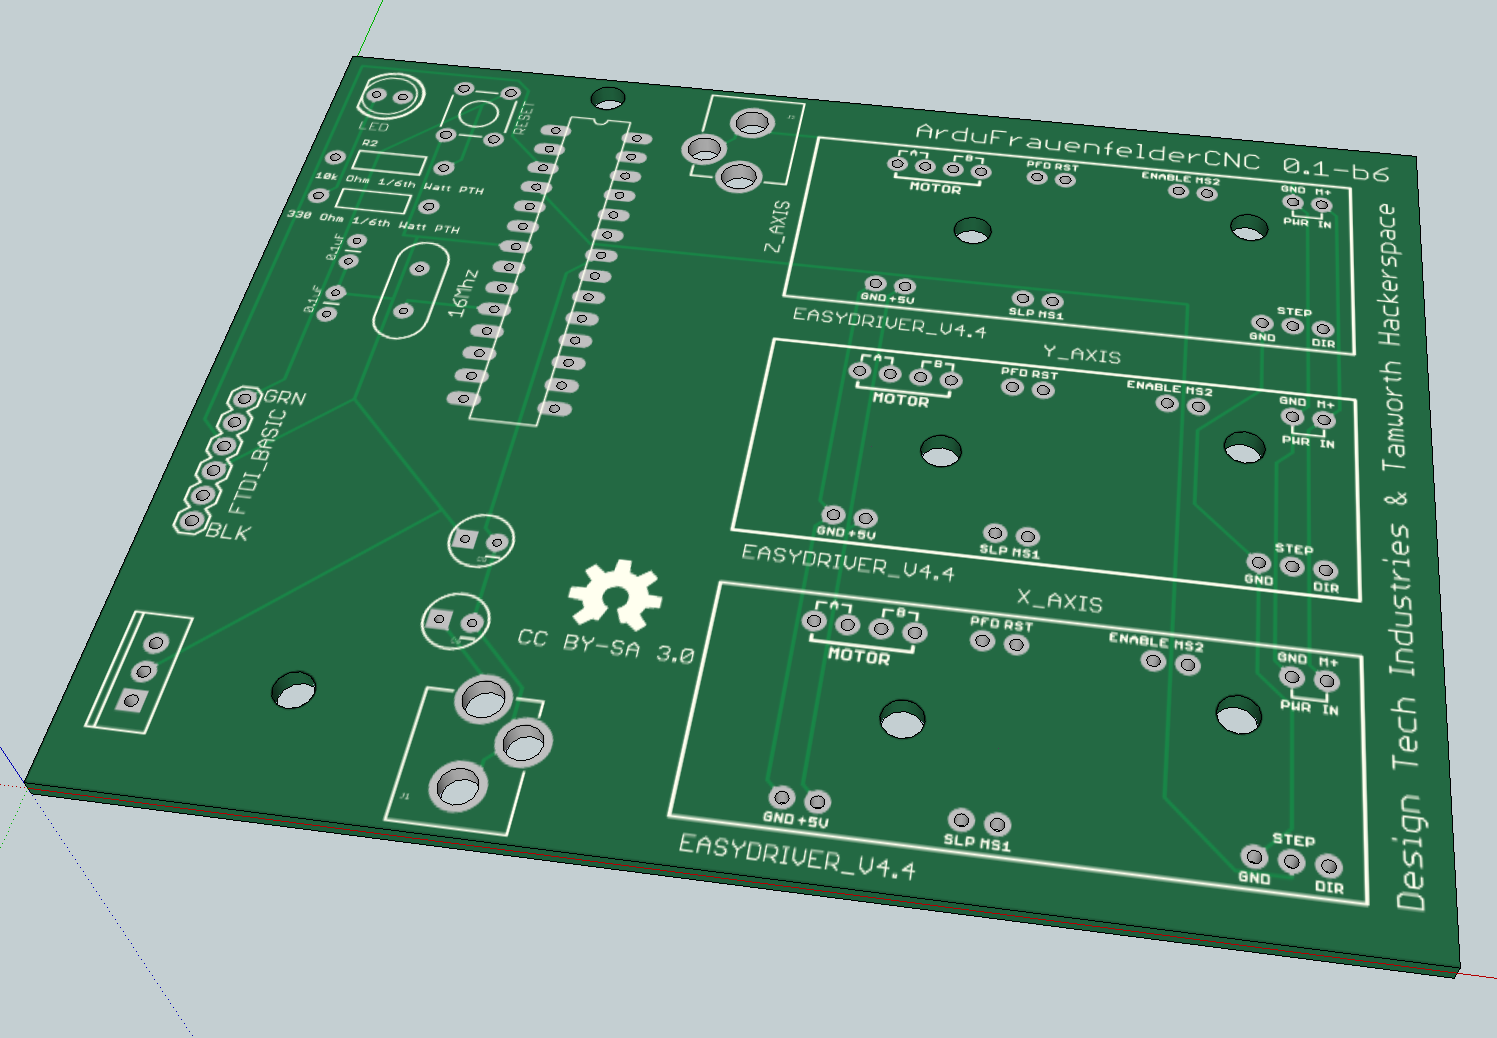 LED
RESET
R2
10k Ohm 1/6th Watt PTH
330 Ohm 1/6th Watt PTH
0.1uF
0.1uF
16Mhz
GRN
FTDI_BASIC
BLK
CC BY-SA 3.0
J1
ArduFrauenfelderCNC 0.1-b6
Design Tech Industries & Tamworth Hackerspace
Z_AXIS
A
B
MOTOR
PFD RST
ENABLE MS2
GND M+
PWR IN
GND +5V
SLP MS1
STEP
GND
DIR
EASYDRIVER_V4.4
Y_AXIS
A
B
MOTOR
PFD RST
ENABLE MS2
GND M+
PWR IN
GND +5V
SLP MS1
STEP
GND
DIR
EASYDRIVER_V4.4
X_AXIS
A
B
MOTOR
PFD RST
ENABLE MS2
GND M+
PWR IN
GND +5V
SLP MS1
STEP
GND
DIR
EASYDRIVER_V4.4